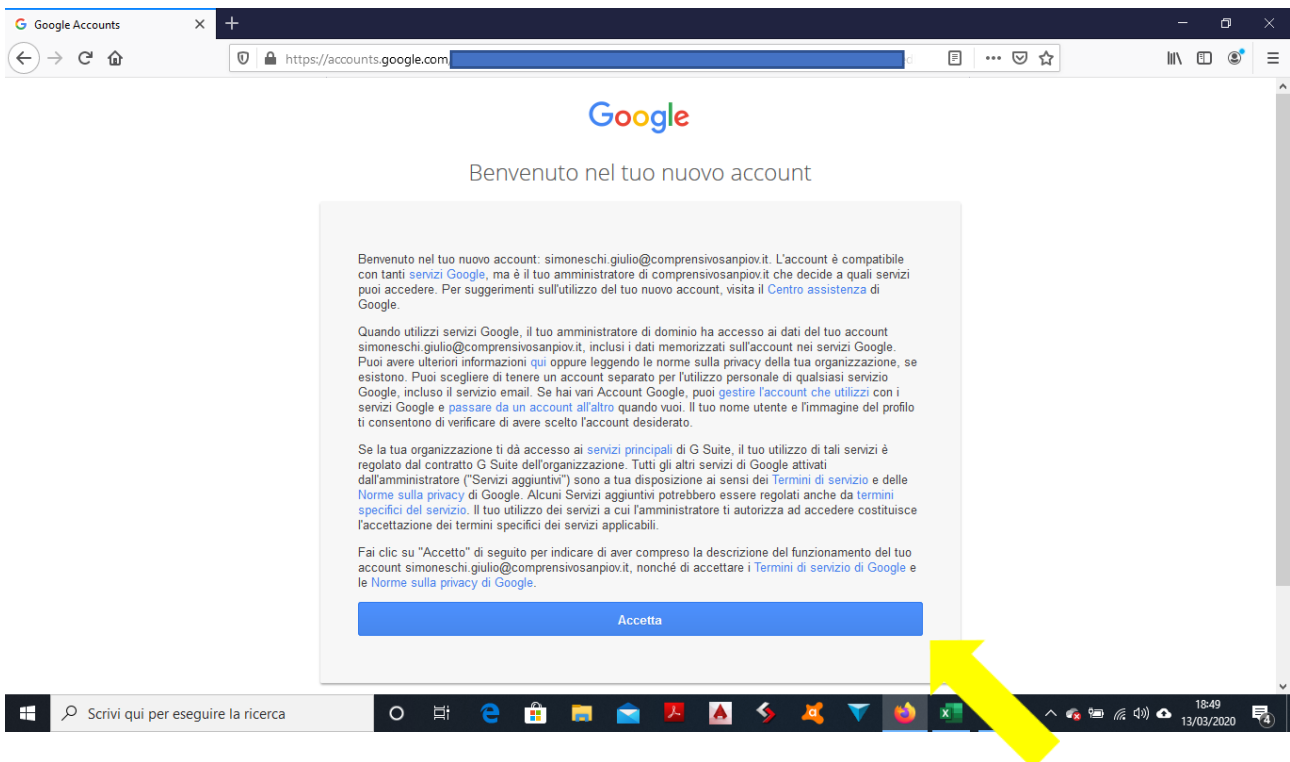 Google Accounts
https://accounts.google.com
Google
Benvenuto nel tuo nuovo account
Benvenuto nel tuo nuovo account: simoneschi.giulio@comprensivosanpiov.it. L'account è compatibile
con tanti servizi Google, ma è il tuo amministratore di comprensivosanpiov.it che decide a quali servizi
puoi accedere. Per suggerimenti sull'utilizzo del tuo nuovo account, visita il Centro assistenza di
Google.
Quando utilizzi servizi Google, il tuo amministratore di dominio ha accesso ai dati del tuo account
simoneschi.giulio@comprensivosanpiov.it, inclusi i dati memorizzati sull'account nei servizi Google.
Puoi avere ulteriori informazioni qui oppure leggendo le norme sulla privacy della tua organizzazione, se
esistono. Puoi scegliere di tenere un account separato per l'utilizzo personale di qualsiasi servizio
Google, incluso il servizio email. Se hai vari Account Google, puoi gestire l'account che utilizzi con i
servizi Google e passare da un account all'altro quando vuoi. Il tuo nome utente e l'immagine del profilo
ti consentono di verificare di avere scelto l'account desiderato.
Se la tua organizzazione ti dà accesso ai servizi principali di G Suite, il tuo utilizzo di tali servizi è
regolato dal contratto G Suite dell'organizzazione. Tutti gli altri servizi di Google attivati
dall'amministratore ("Servizi aggiuntivi") sono a tua disposizione ai sensi dei Termini di servizio e delle
Norme sulla privacy di Google. Alcuni Servizi aggiuntivi potrebbero essere regolati anche da termini
specifici del servizio. Il tuo utilizzo dei servizi a cui l'amministratore ti autorizza ad accedere costituisce
l'accettazione dei termini specifici dei servizi applicabili.
Fai clic su "Accetto" di seguito per indicare di aver compreso la descrizione del funzionamento del tuo
account simoneschi.giulio@comprensivosanpiov.it, nonché di accettare i Termini di servizio di Google e
le Norme sulla privacy di Google.
Accetta
Scrivi qui per eseguire la ricerca
18:49
13/03/2020
4